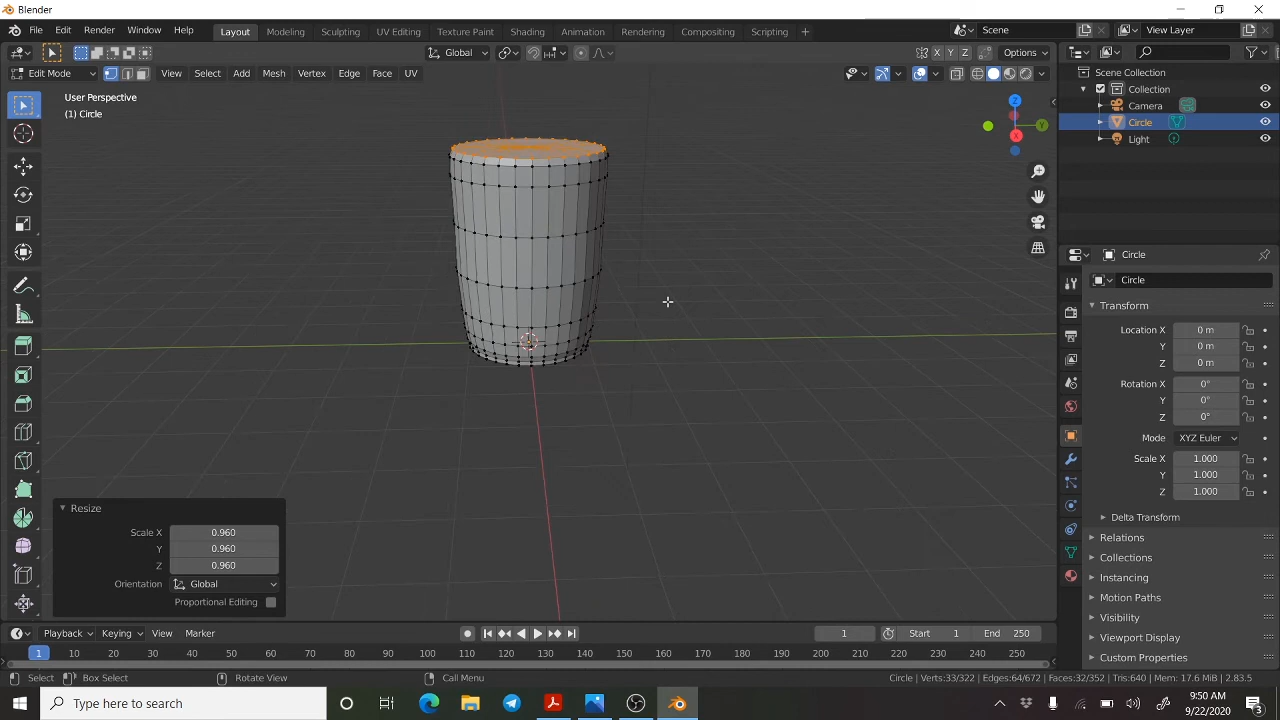 Blender
File Edit Render Window Help Layout Modeling Sculpting UV Editing Texture Paint Shading Animation Rendering Compositing Scripting + Scene View Layer
Global X Y Z Options
Edit Mode View Select Add Mesh Vertex Edge Face UV
User Perspective
(1) Circle
Z
Y
X
Scene Collection
Collection
Camera
Circle
Light
Circle
Circle
Transform
Location X 0 m
Y 0 m
Z 0 m
Rotation X 0°
Y 0°
Z 0°
Mode XYZ Euler
Scale X 1.000
Y 1.000
Z 1.000
Delta Transform
Relations
Collections
Instancing
Motion Paths
Visibility
Viewport Display
Custom Properties
Resize
Scale X 0.960
Y 0.960
Z 0.960
Orientation Global
Proportional Editing
Playback Keying View Marker 1 Start 1 End 250
1 10 20 30 40 50 60 70 80 90 100 110 120 130 140 150 160 170 180 190 200 210 220 230 240 250
Select Box Select Rotate View Call Menu Circle | Verts:33/322 | Edges:64/672 | Faces:32/352 | Tris:640 | Mem: 17.6 MiB | 2.83.5
Type here to search
9:50 AM
9/22/2020
3